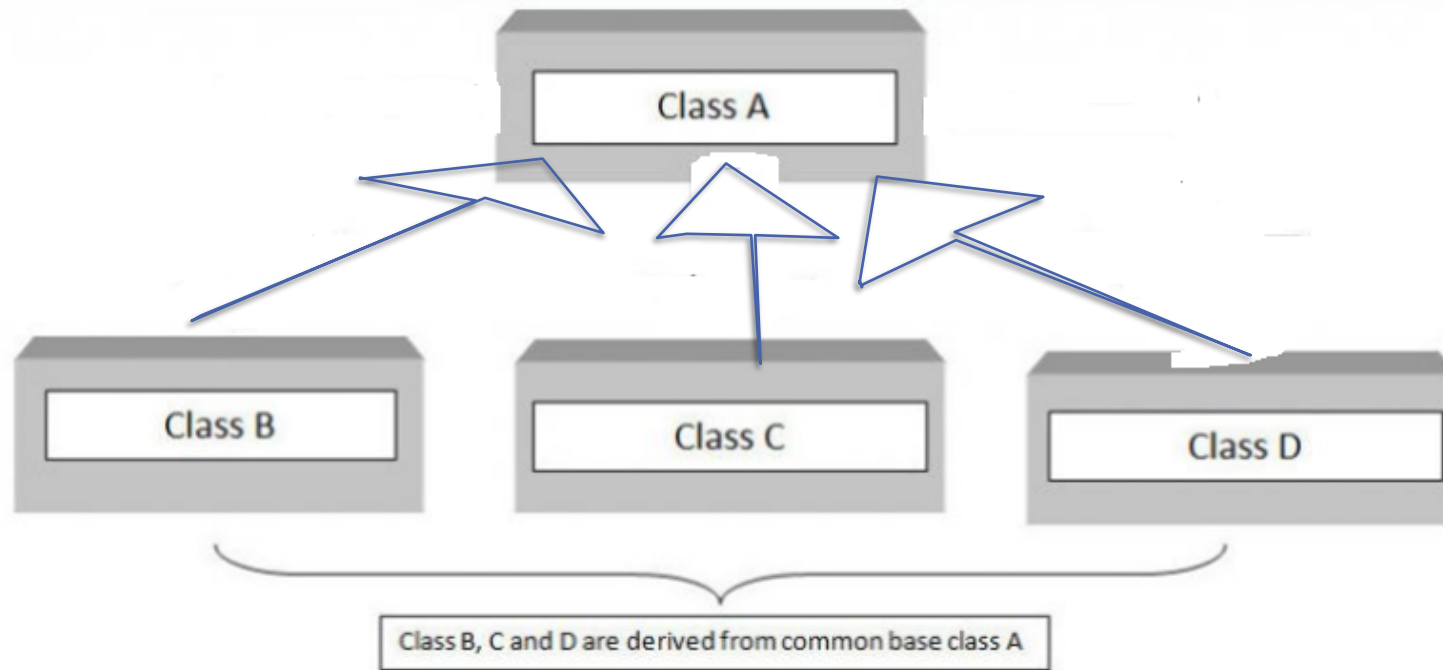 Class A
Class B
Class C
Class D
Class B, C and D are derived from common base class A